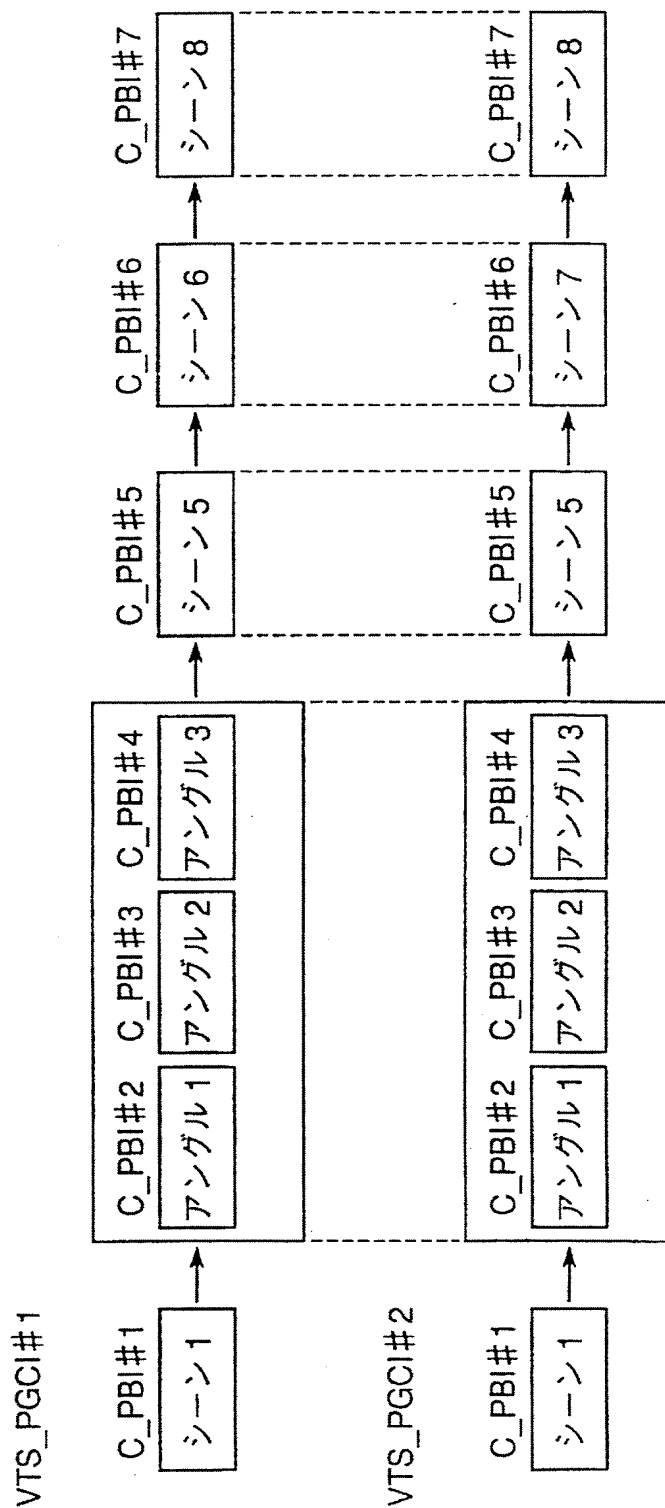 VTS_PGCI#1
C_PBI#1
シーン1
C_PBI#2
アングル1
C_PBI#3
アングル2
C_PBI#4
アングル3
C_PBI#5
シーン5
C_PBI#6
シーン6
C_PBI#7
シーン8
VTS_PGCI#2
C_PBI#1
シーン1
C_PBI#2
アングル1
C_PBI#3
アングル2
C_PBI#4
アングル3
C_PBI#5
シーン5
C_PBI#6
シーン7
C_PBI#7
シーン8